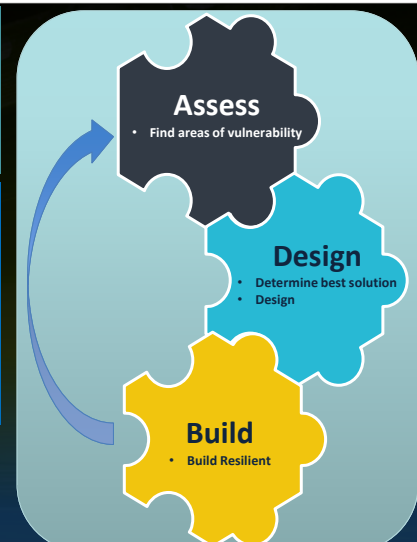 Assess
• Find areas of vulnerability
Design
• Determine best solution
• Design
Build
• Build Resilient